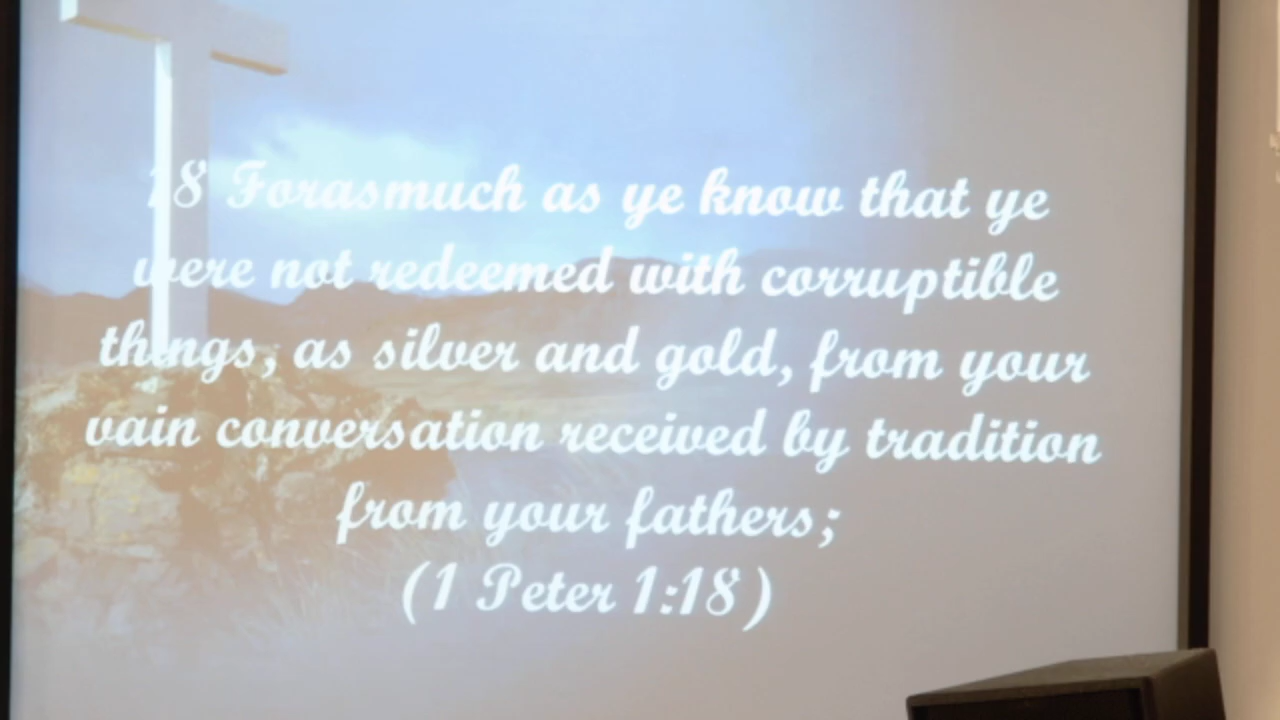 18 Forasmuch as ye know that ye
were not redeemed with corruptible
things, as silver and gold, from your
vain conversation received by tradition
from your fathers;
(1 Peter 1:18)